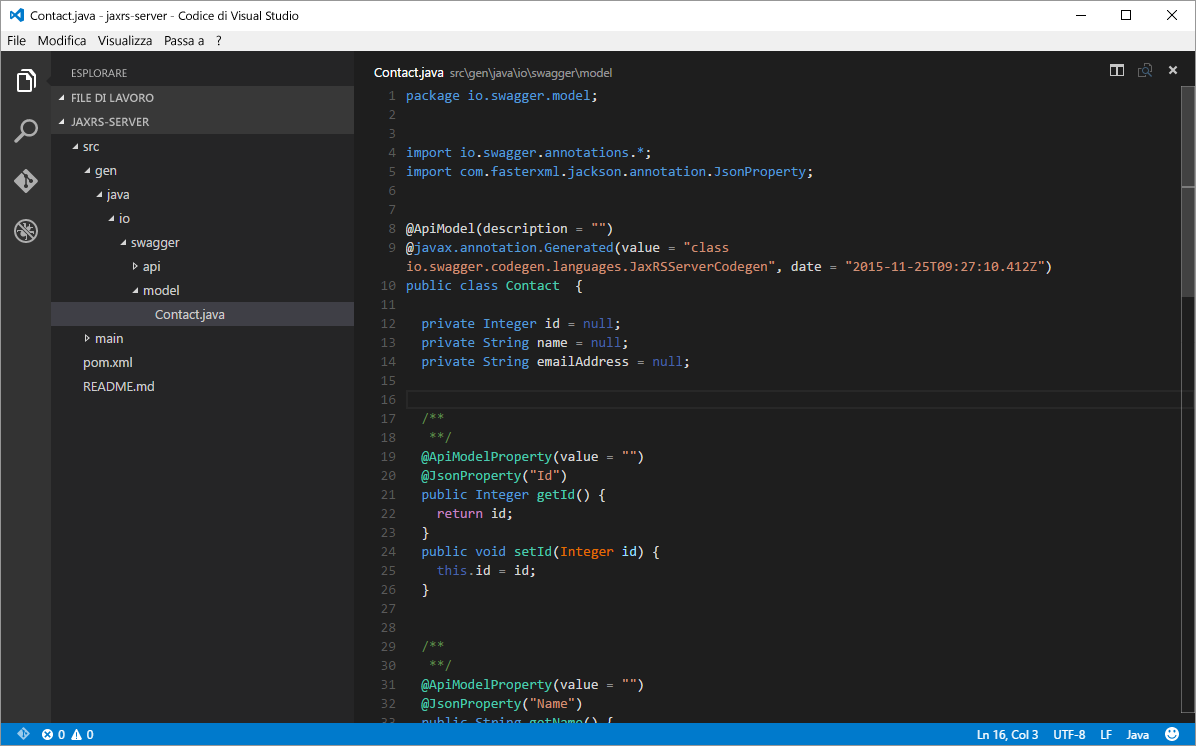 Contact.java - jaxrs-server - Codice di Visual Studio
File Modifica Visualizza Passa a ?
ESPLORARE
FILE DI LAVORO
JAXRS-SERVER
src
gen
java
io
swagger
api
model
Contact.java
main
pom.xml
README.md
Contact.java src\gen\java\io\swagger\model
1 package io.swagger.model;
2
3
4 import io.swagger.annotations.*;
5 import com.fasterxml.jackson.annotation.JsonProperty;
6
7
8 @ApiModel(description = "")
9 @javax.annotation.Generated(value = "class
io.swagger.codegen.languages.JaxRSServerCodegen", date = "2015-11-25T09:27:10.412Z")
10 public class Contact  {
11
12   private Integer id = null;
13   private String name = null;
14   private String emailAddress = null;
15
16
17   /**
18    **/
19   @ApiModelProperty(value = "")
20   @JsonProperty("Id")
21   public Integer getId() {
22     return id;
23   }
24   public void setId(Integer id) {
25     this.id = id;
26   }
27
28
29   /**
30    **/
31   @ApiModelProperty(value = "")
32   @JsonProperty("Name")
33   public String getName() {
0 0 Ln 16, Col 3 UTF-8 LF Java